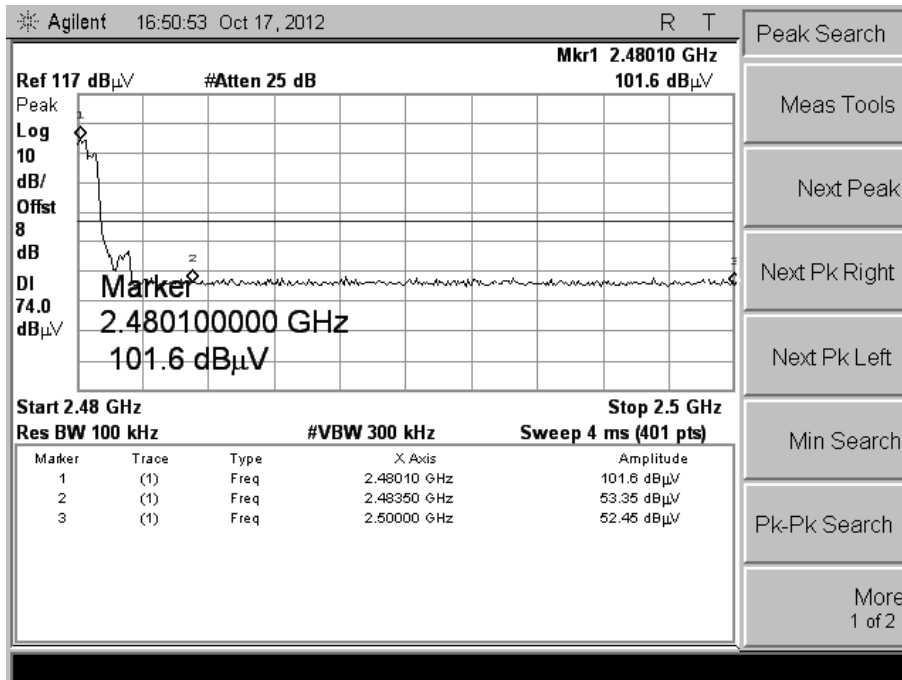 Agilent 16:50:53 Oct 17, 2012 R T
Mkr1 2.48010 GHz
Ref 117 dBµV #Atten 25 dB 101.6 dBµV
Peak
Log
10
dB/
Offst
8
dB
DI
74.0
dBµV
1
2
3
Marker
2.480100000 GHz
101.6 dBµV
Start 2.48 GHz Stop 2.5 GHz
Res BW 100 kHz #VBW 300 kHz Sweep 4 ms (401 pts)
Marker Trace Type X Axis Amplitude
1 (1) Freq 2.48010 GHz 101.6 dBµV
2 (1) Freq 2.48350 GHz 53.35 dBµV
3 (1) Freq 2.50000 GHz 52.45 dBµV
Peak Search
Meas Tools
Next Peak
Next Pk Right
Next Pk Left
Min Search
Pk-Pk Search
More
1 of 2